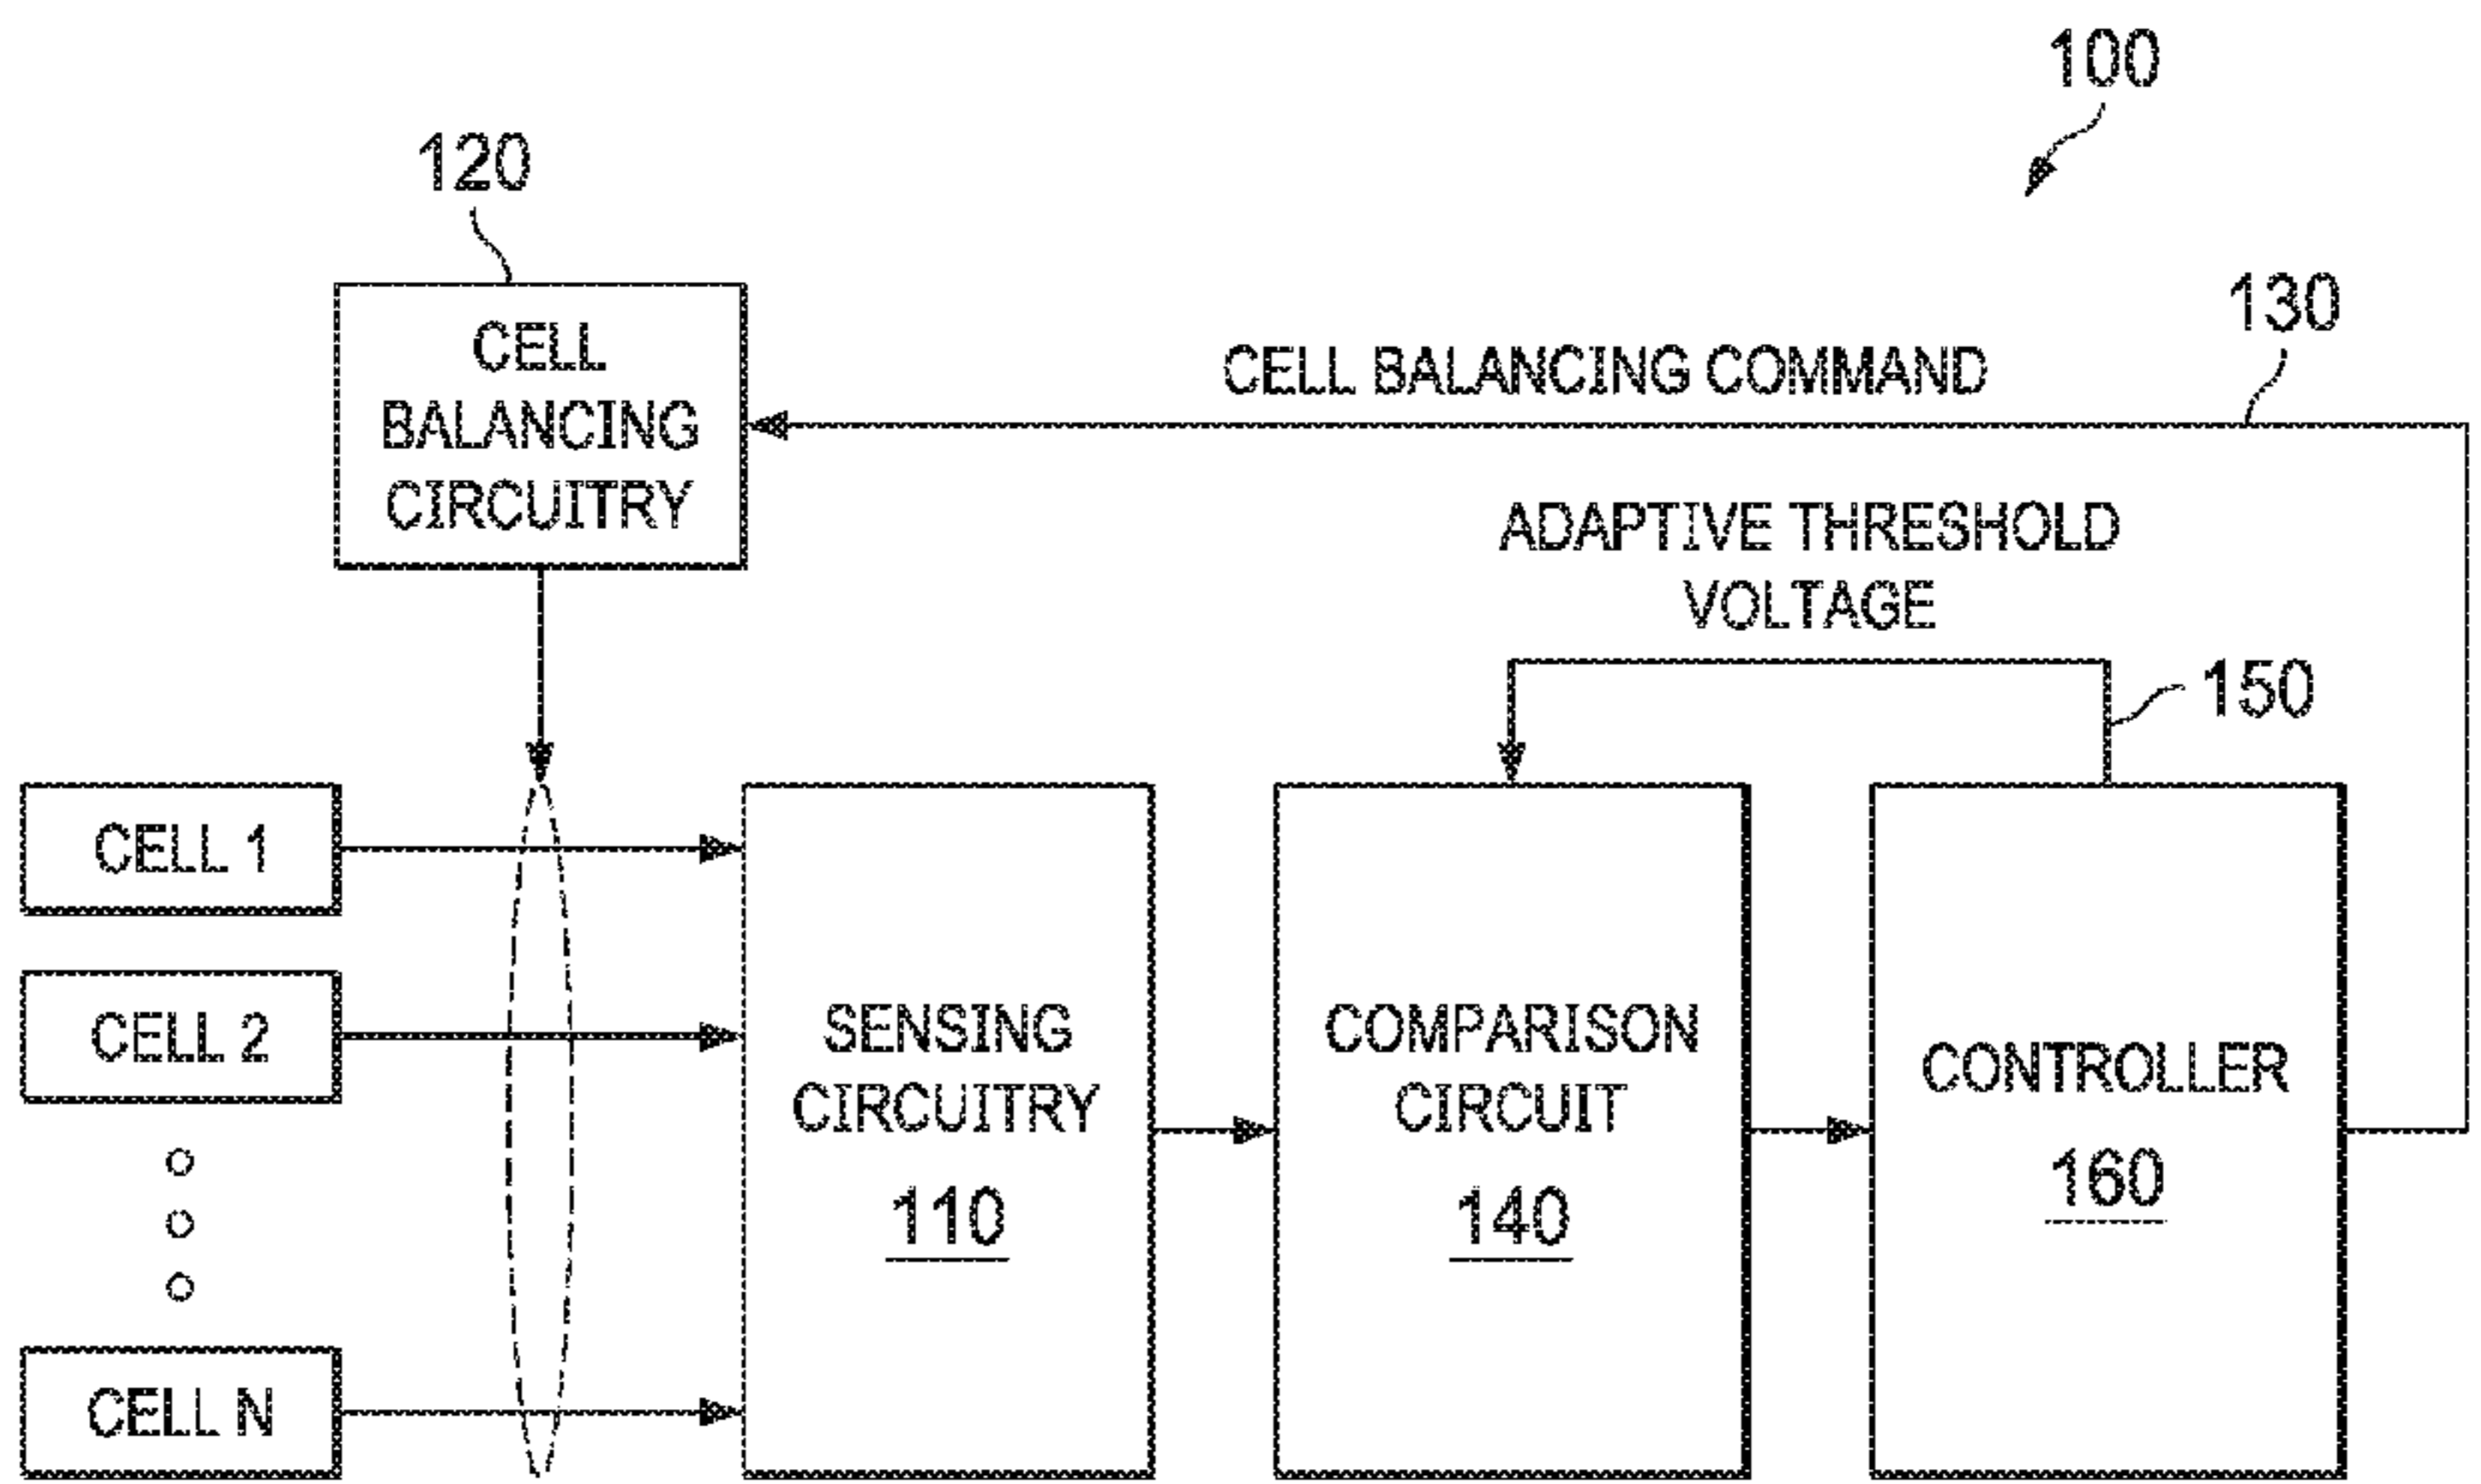 100
120
CELL
BALANCING
CIRCUITRY
130
CELL BALANCING COMMAND
ADAPTIVE THRESHOLD
VOLTAGE
150
CELL 1
CELL 2
CELL N
SENSING
CIRCUITRY
110
COMPARISON
CIRCUIT
140
CONTROLLER
160